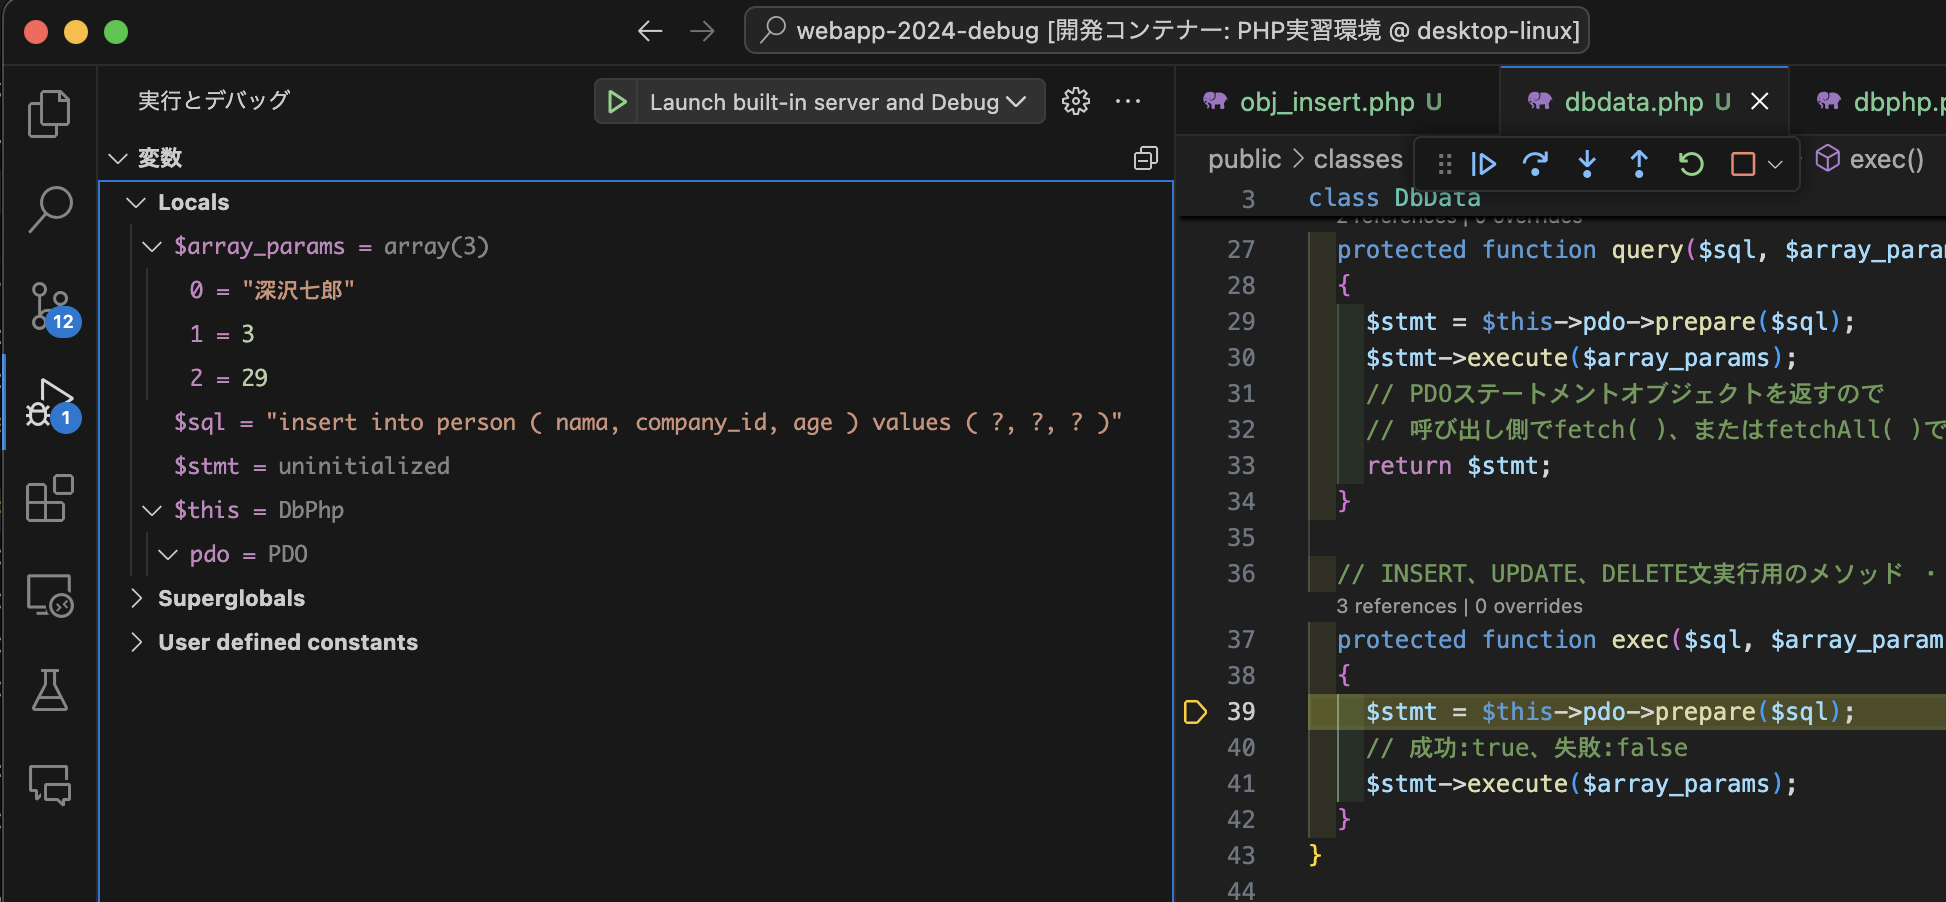 webapp-2024-debug [開発コンテナー: PHP実習環境 @ desktop-linux]
実行とデバッグ
Launch built-in server and Debug
変数
Locals
$array_params = array(3)
0 = "深沢七郎"
1 = 3
2 = 29
$sql = "insert into person ( nama, company_id, age ) values ( ?, ?, ? )"
$stmt = uninitialized
$this = DbPhp
pdo = PDO
Superglobals
User defined constants
12
1
obj_insert.php U
dbdata.php U
dbphp.p
public > classes
exec()
3 class DbData
2 references | 0 overrides
27 protected function query($sql, $array_para
28 {
29 $stmt = $this->pdo->prepare($sql);
30 $stmt->execute($array_params);
31 // PDOステートメントオブジェクトを返すので
32 // 呼び出し側でfetch( )、またはfetchAll( )で
33 return $stmt;
34 }
35
36 // INSERT、UPDATE、DELETE文実行用のメソッド ・
3 references | 0 overrides
37 protected function exec($sql, $array_param
38 {
39 $stmt = $this->pdo->prepare($sql);
40 // 成功:true、失敗:false
41 $stmt->execute($array_params);
42 }
43 }
44